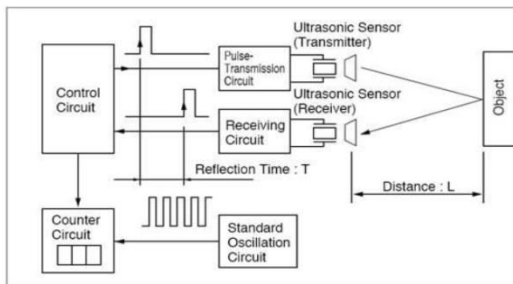 Ultrasonic Sensor
(Transmitter)
Pulse-
Transmission
Circuit
Control
Circuit
Ultrasonic Sensor
(Receiver)
Receiving
Circuit
Object
Reflection Time : T
Distance : L
Counter
Circuit
Standard
Oscillation
Circuit